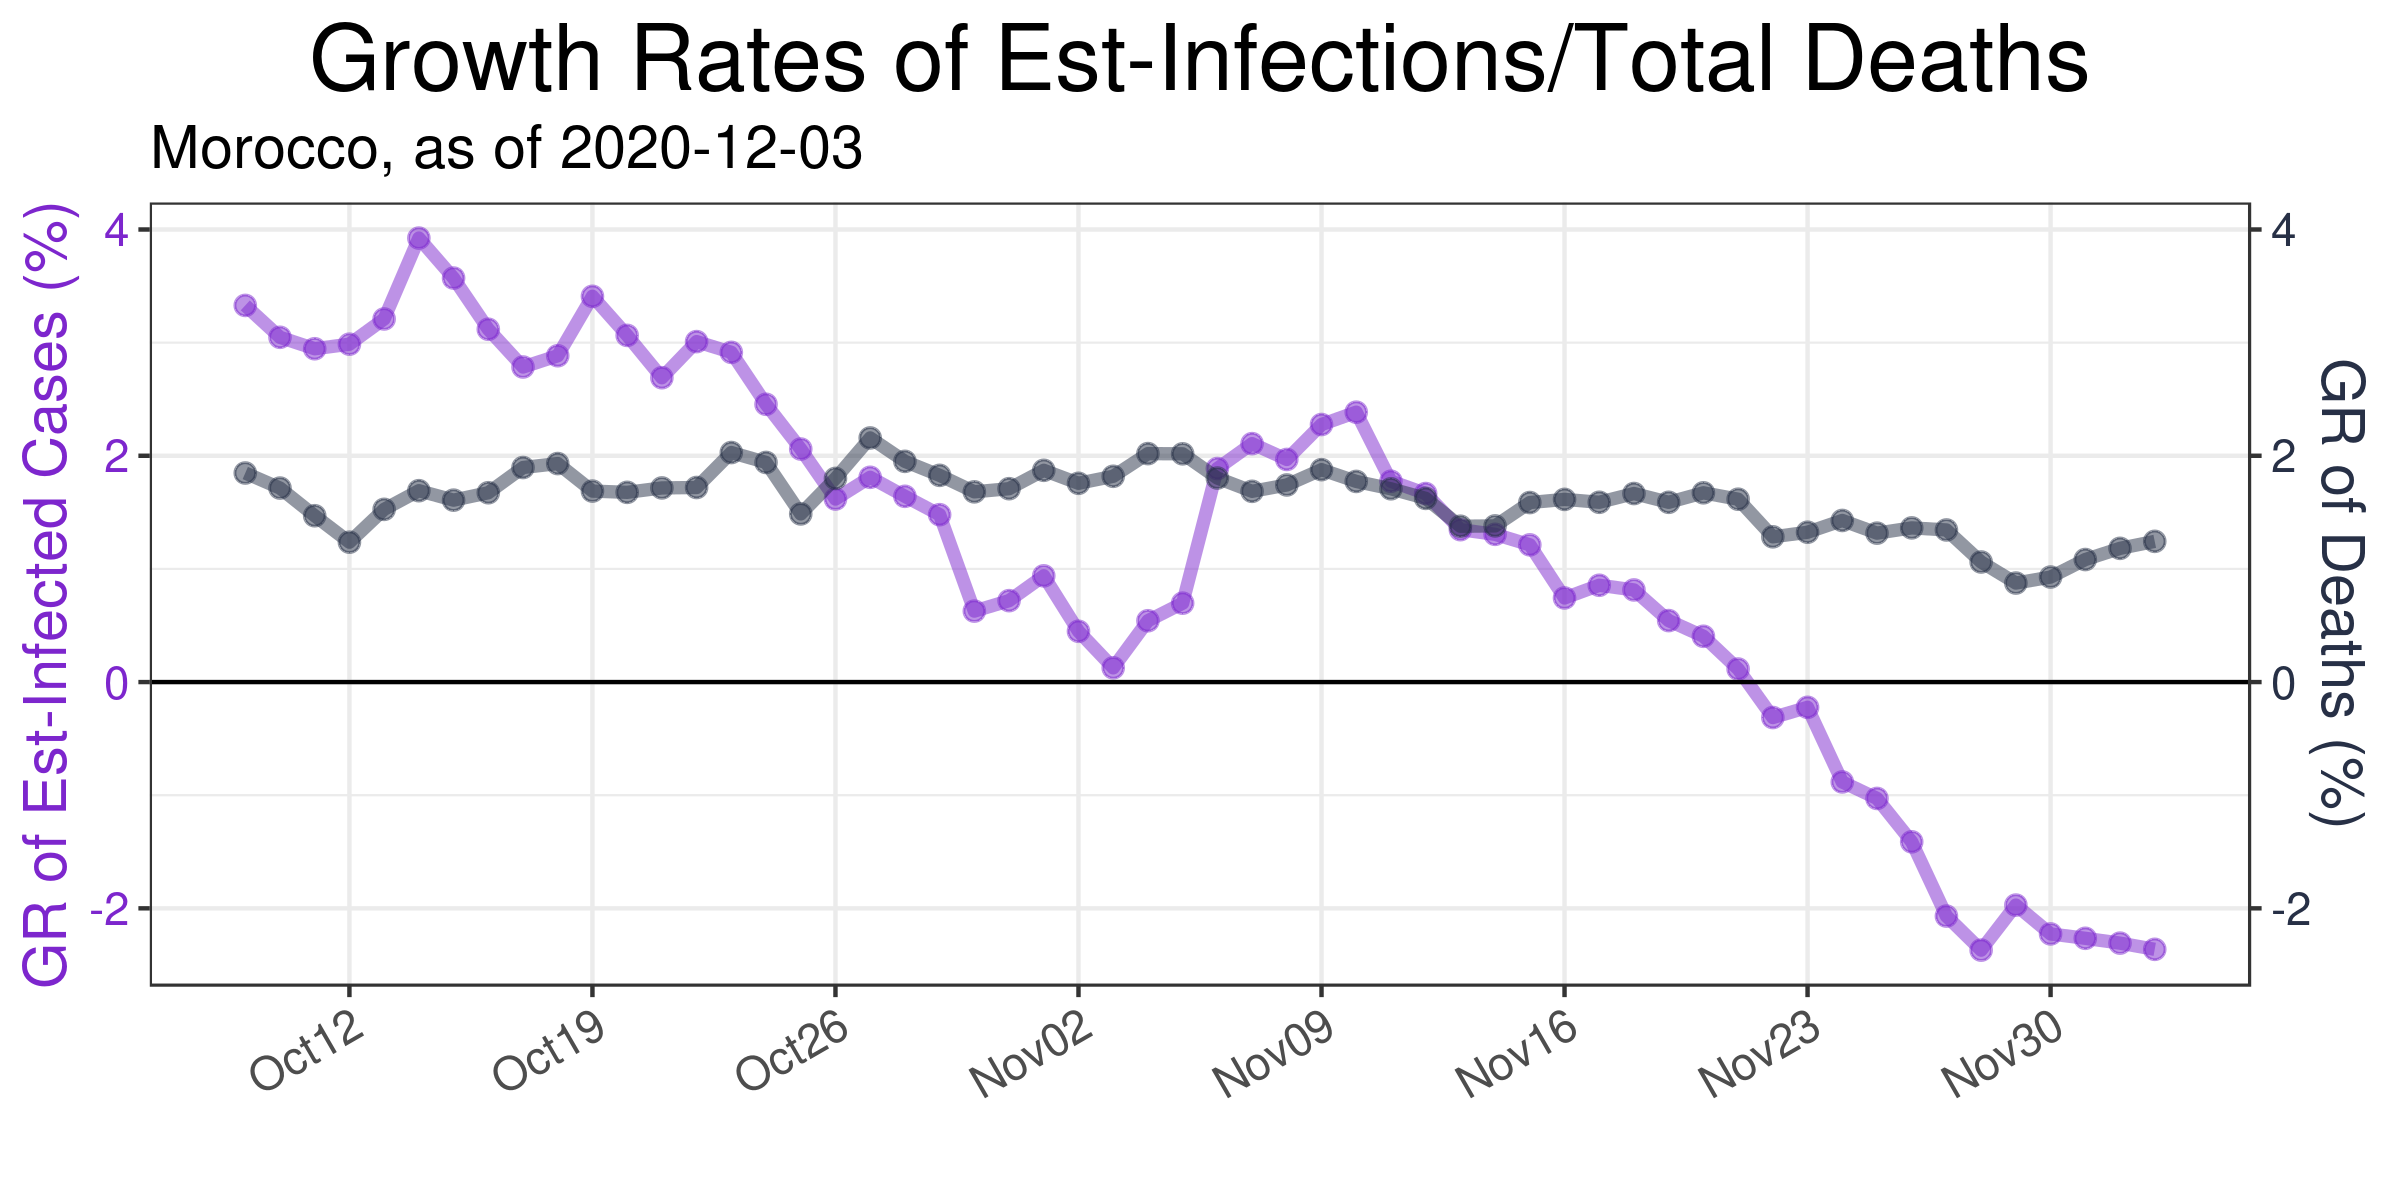 Growth Rates of Est-Infections/Total Deaths
Morocco, as of 2020-12-03
GR of Est-Infected Cases (%)
4
2
0
-2
4
2
0
-2
GR of Deaths (%)
Oct12
Oct19
Oct26
Nov02
Nov09
Nov16
Nov23
Nov30